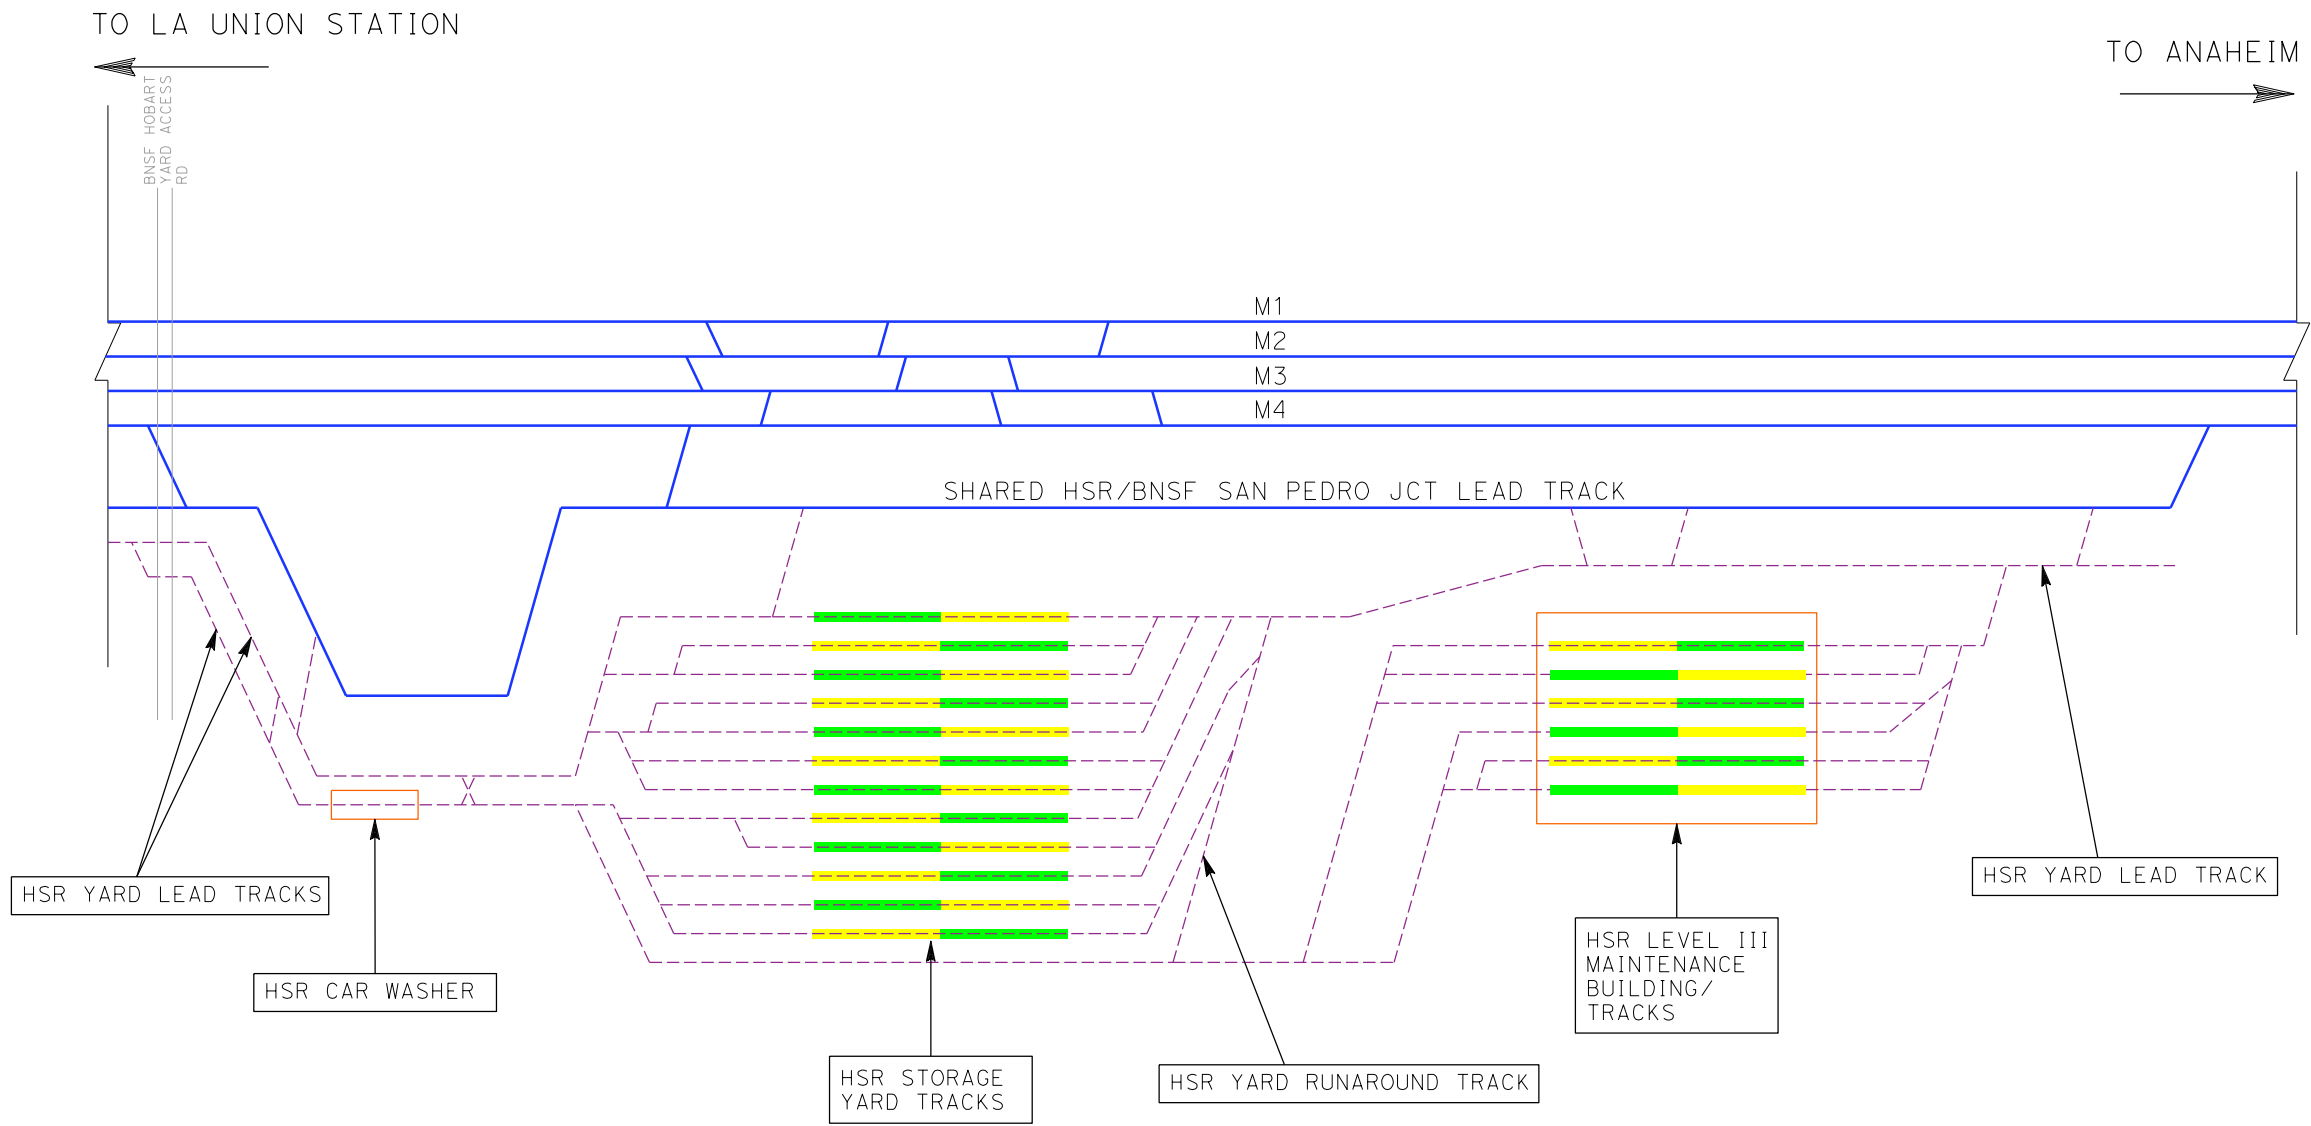 TO LA UNION STATION
TO ANAHEIM
BNSF HOBART
YARD ACCESS
RD
M1
M2
M3
M4
SHARED HSR/BNSF SAN PEDRO JCT LEAD TRACK
HSR YARD LEAD TRACKS
HSR YARD LEAD TRACK
HSR CAR WASHER
HSR LEVEL III
MAINTENANCE
BUILDING/
TRACKS
HSR STORAGE
YARD TRACKS
HSR YARD RUNAROUND TRACK